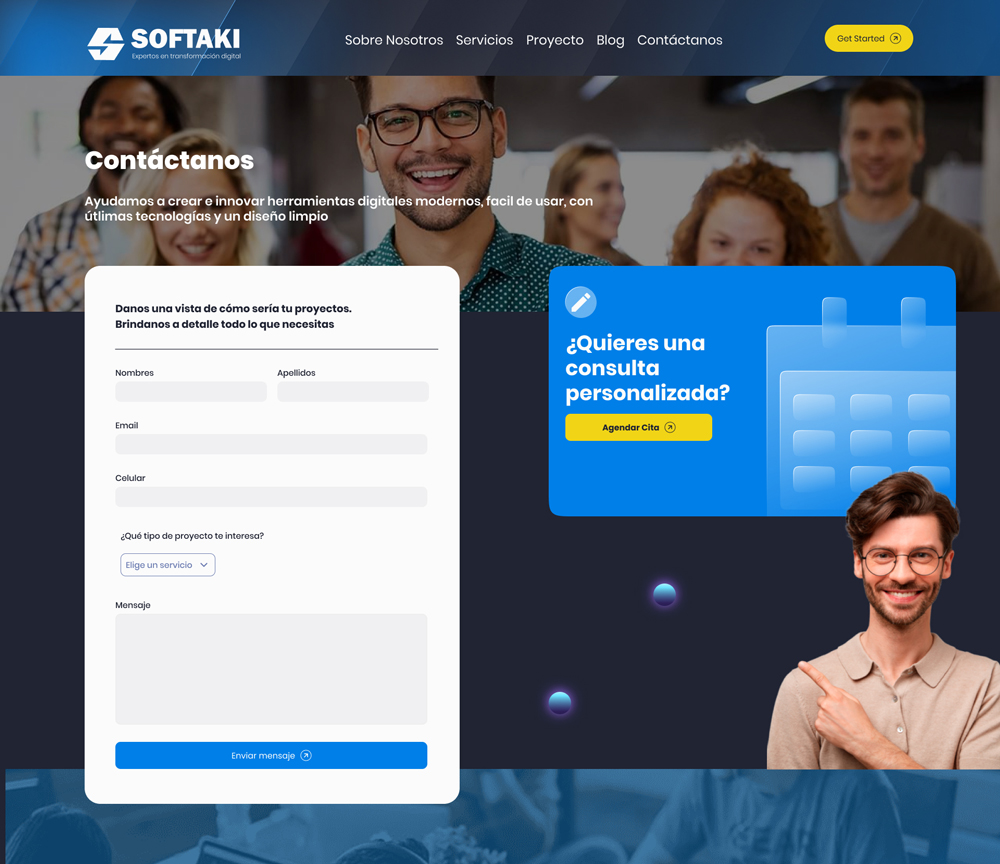 SOFTAKI
Expertos en transformación digital
Sobre Nosotros Servicios Proyecto Blog Contáctanos
Get Started
Contáctanos
Ayudamos a crear e innovar herramientas digitales modernos, facil de usar, con
útlimas tecnologías y un diseño limpio
Danos una vista de cómo sería tu proyectos.
Brindanos a detalle todo lo que necesitas
Nombres Apellidos
Email
Celular
¿Qué tipo de proyecto te interesa?
Elige un servicio
Mensaje
Enviar mensaje
¿Quieres una
consulta
personalizada?
Agendar Cita